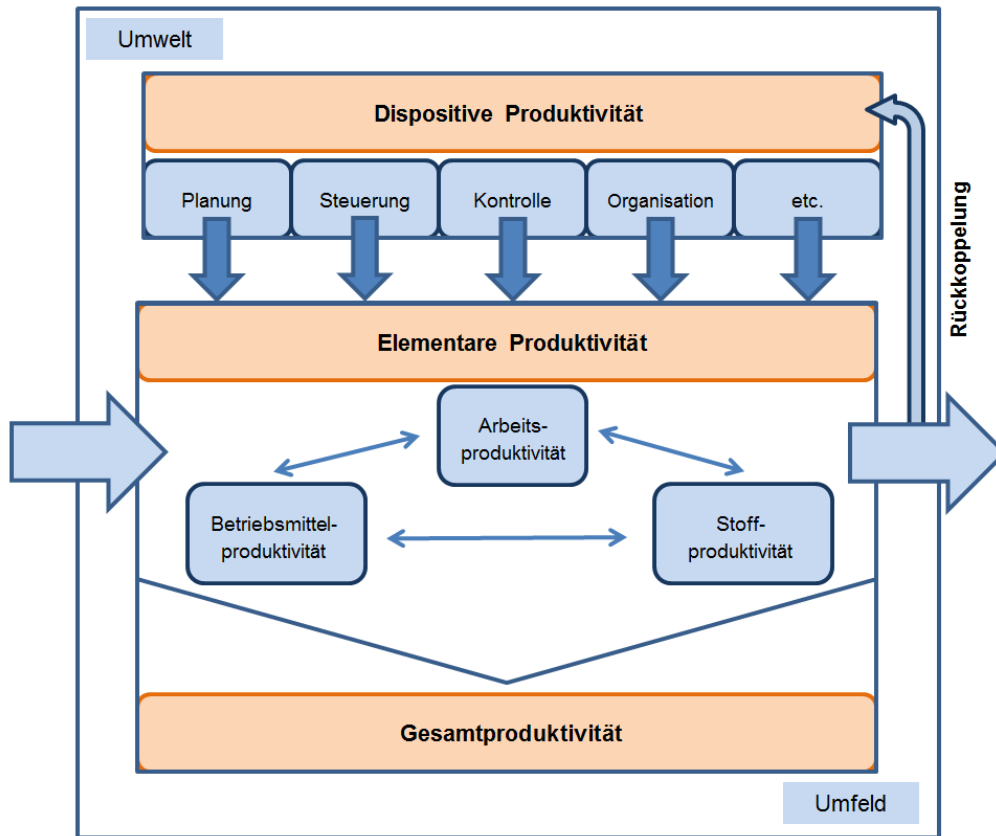 Umwelt
Dispositive Produktivität
Planung
Steuerung
Kontrolle
Organisation
etc.
Rückkoppelung
Elementare Produktivität
Arbeits-
produktivität
Betriebsmittel-
produktivität
Stoff-
produktivität
Gesamtproduktivität
Umfeld